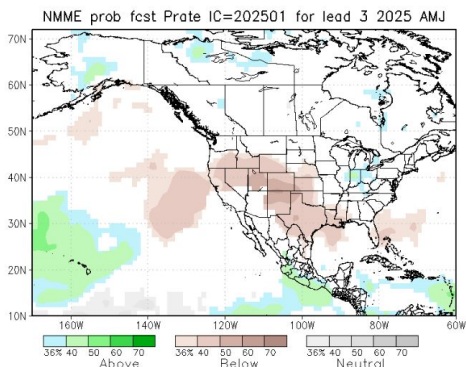 NMME prob fcst Prate IC=202501 for lead 3 2025 AMJ
70N
60N
50N
40N
30N
20N
10N
160W 140W 120W 100W 80W 60W
36% 40 50 60 70 36% 40 50 60 70 36% 40 50 60 70
Above Below Neutral